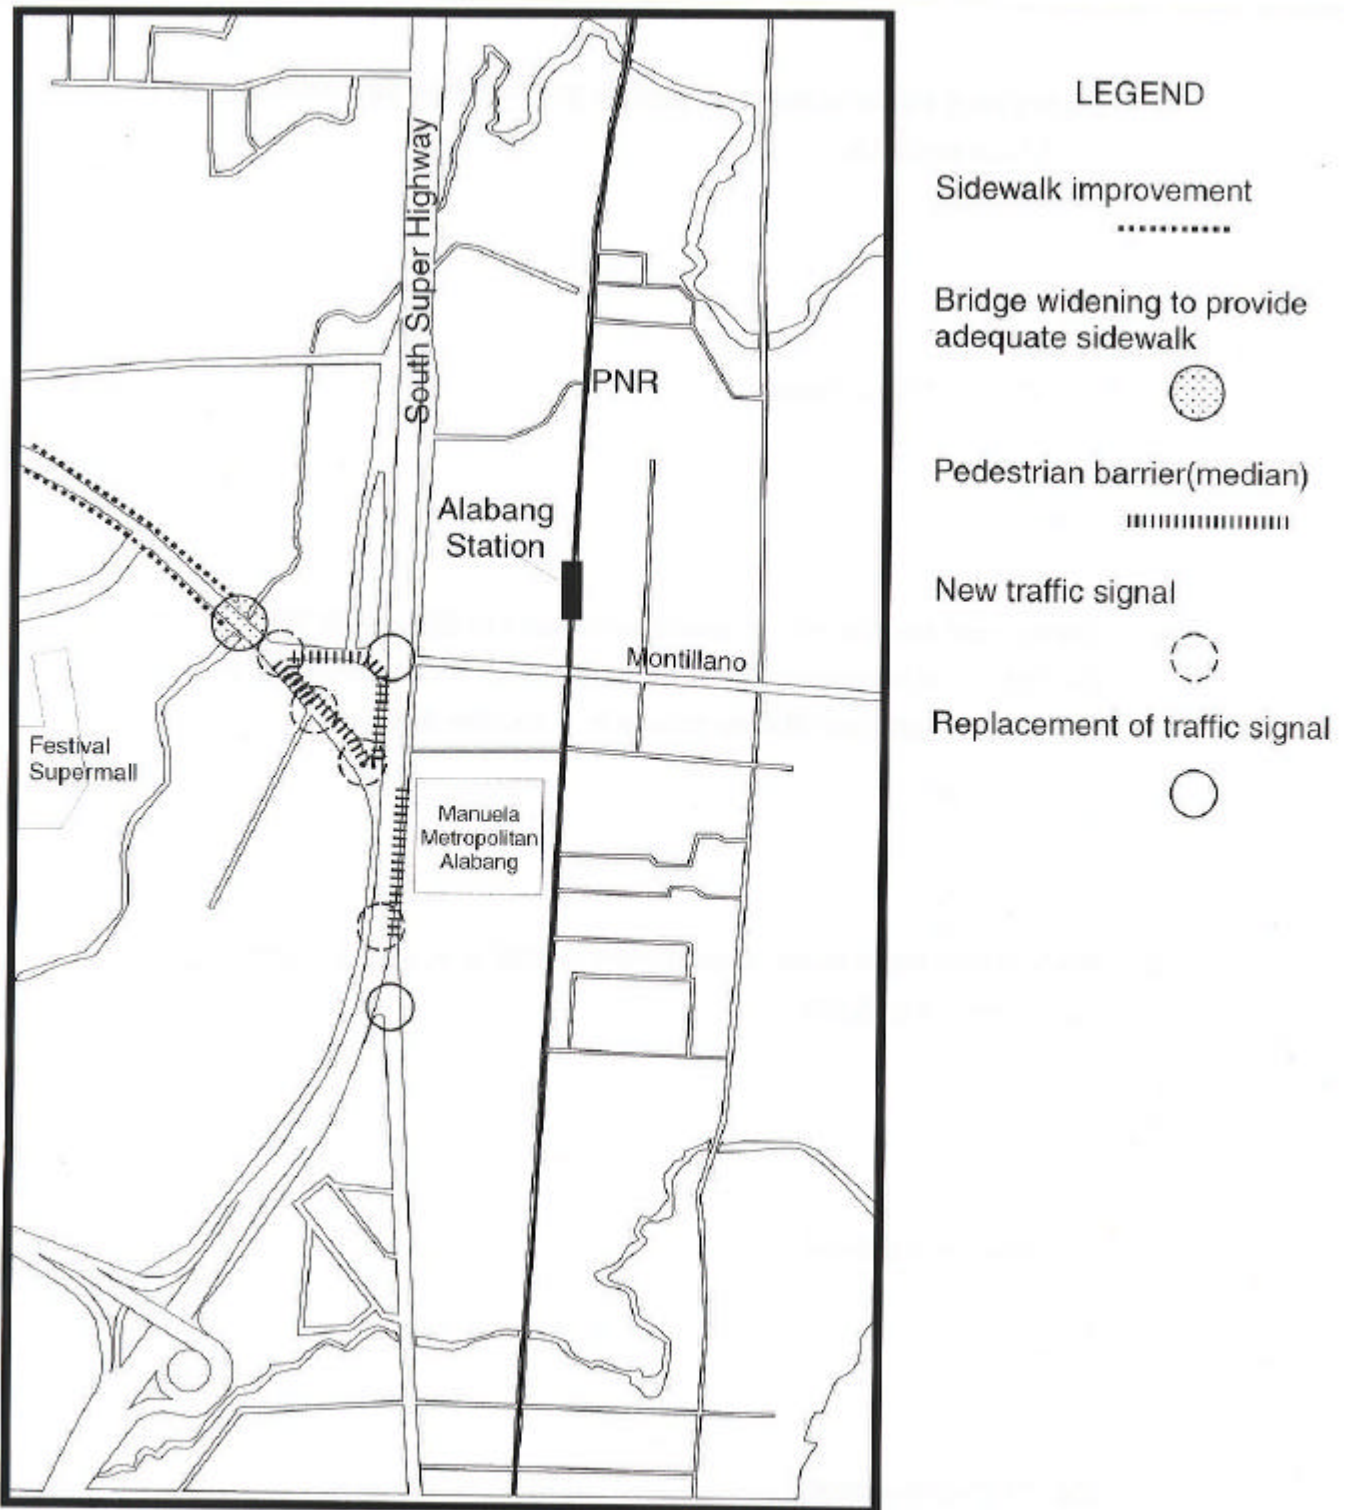 LEGEND
Sidewalk improvement
Bridge widening to provide
adequate sidewalk
Pedestrian barrier(median)
New traffic signal
Replacement of traffic signal
South Super Highway
PNR
Alabang
Station
Montillano
Festival
Supermall
Manuela
Metropolitan
Alabang